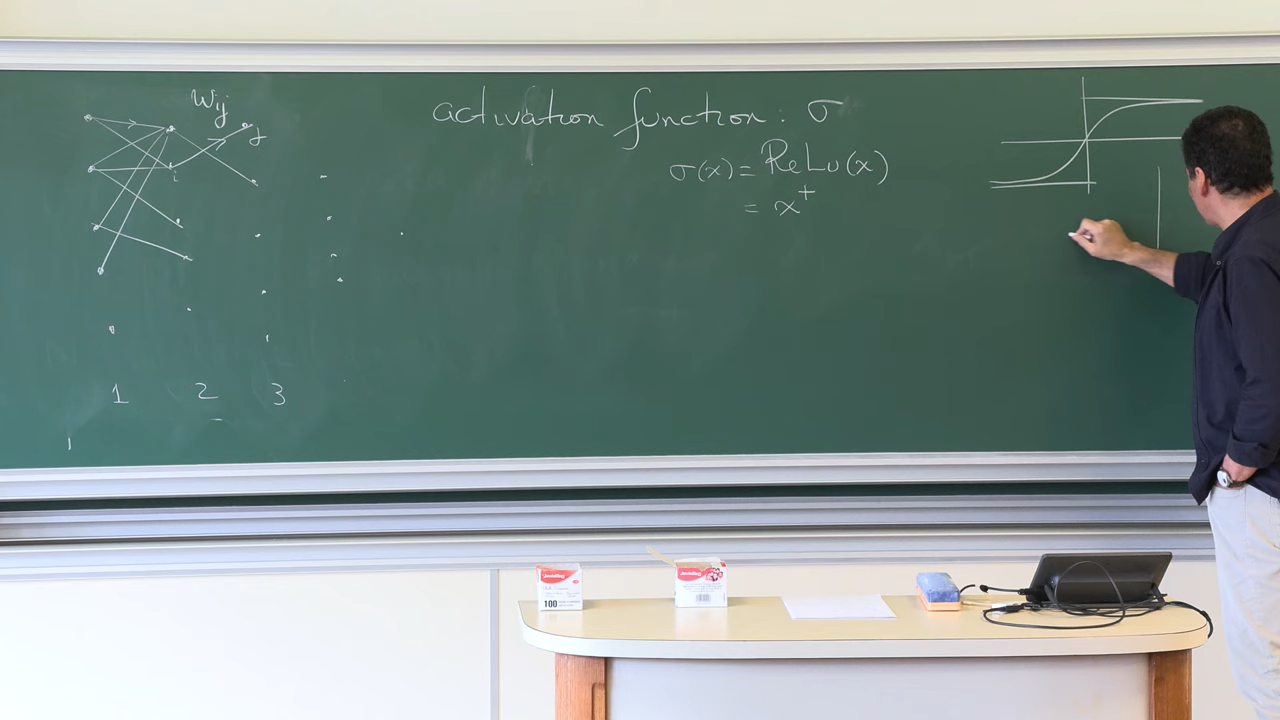 Wij
activation function : σ
j
σ(x) = ReLu(x)
i
= x⁺
1 2 3
100